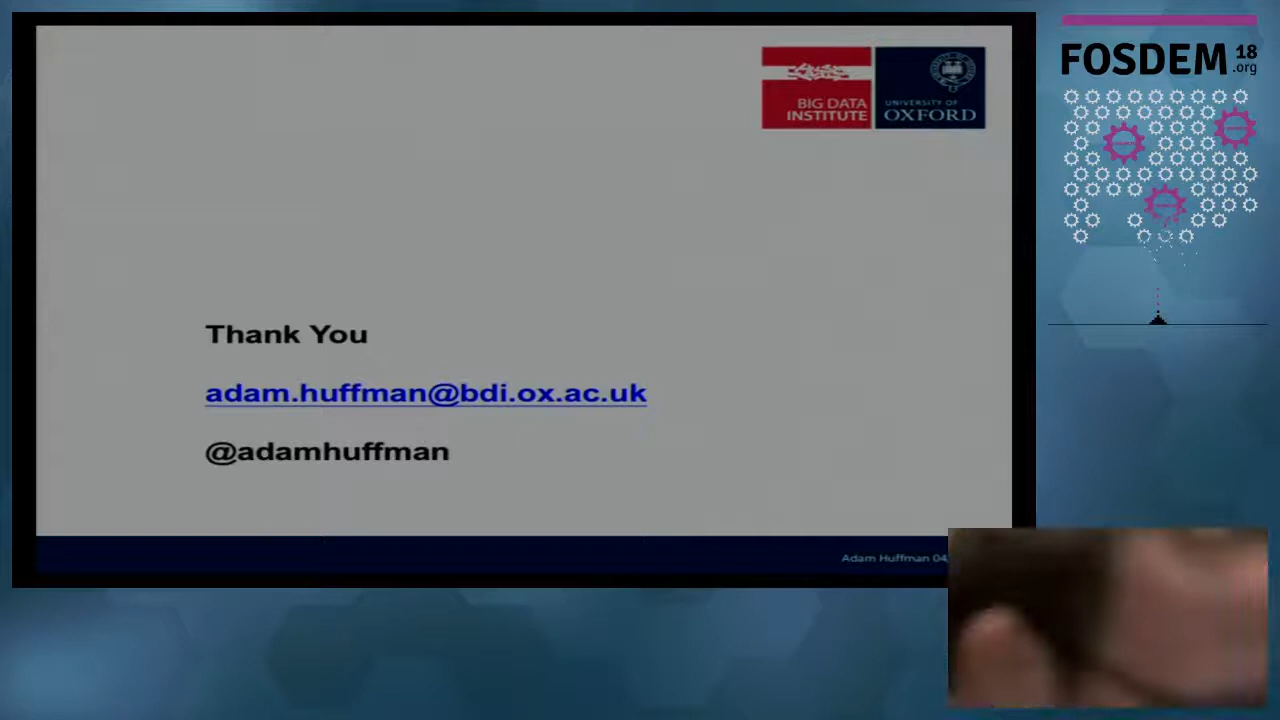 BIG DATA
INSTITUTE
UNIVERSITY OF
OXFORD
Thank You
adam.huffman@bdi.ox.ac.uk
@adamhuffman
Adam Huffman 04
FOSDEM 18
.org